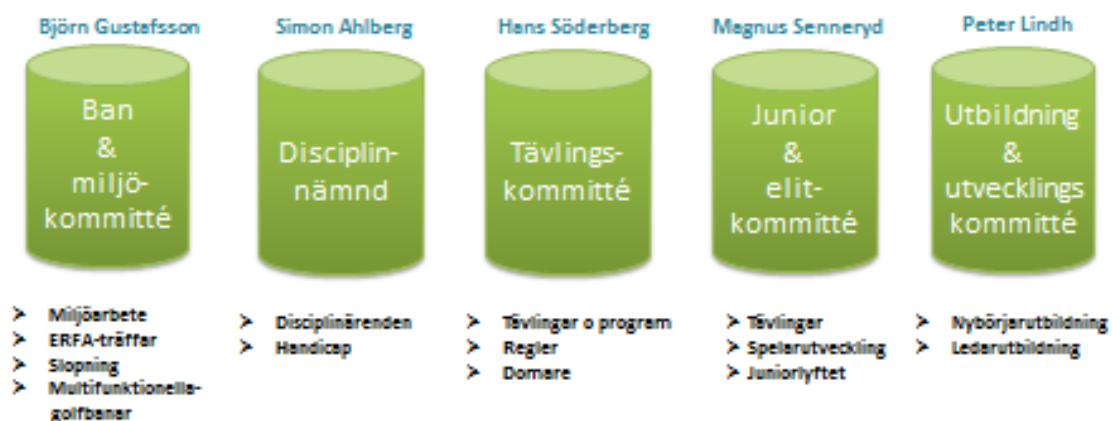 Björn Gustafsson
Ban
&
miljö-
kommitté
➤ Miljöarbete
➤ ERFA-träffar
➤ Slopning
➤ Multifunktionella-
golfbanar
Simon Ahlberg
Disciplin-
nämnd
➤ Disciplinärenden
➤ Handicap
Hans Söderberg
Tävlings-
kommitté
➤ Tävlingar o program
➤ Regler
➤ Domare
Magnus Senneryd
Junior
&
elit-
kommitté
➤ Tävlingar
➤ Spelarutveckling
➤ Juniorlyftet
Peter Lindh
Utbildning
&
utvecklings
kommitté
➤ Nybörjarutbildning
➤ Ledarutbildning